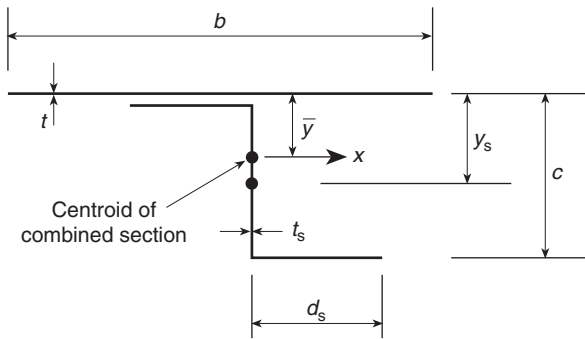 b
t
y̅
x
y_s
c
Centroid of
combined section
t_s
d_s